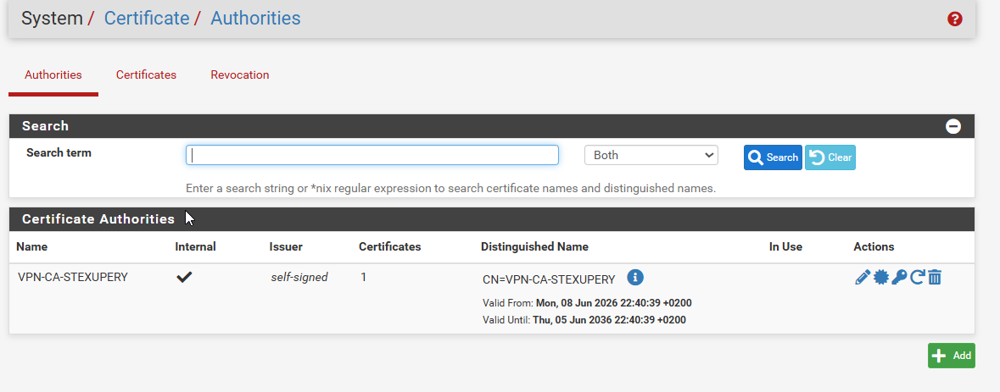 System / Certificate / Authorities
Authorities Certificates Revocation
Search
Search term Both Search Clear
Enter a search string or *nix regular expression to search certificate names and distinguished names.
Certificate Authorities
Name Internal Issuer Certificates Distinguished Name In Use Actions
VPN-CA-STEXUPERY self-signed 1 CN=VPN-CA-STEXUPERY
Valid From: Mon, 08 Jun 2026 22:40:39 +0200
Valid Until: Thu, 05 Jun 2036 22:40:39 +0200
Add